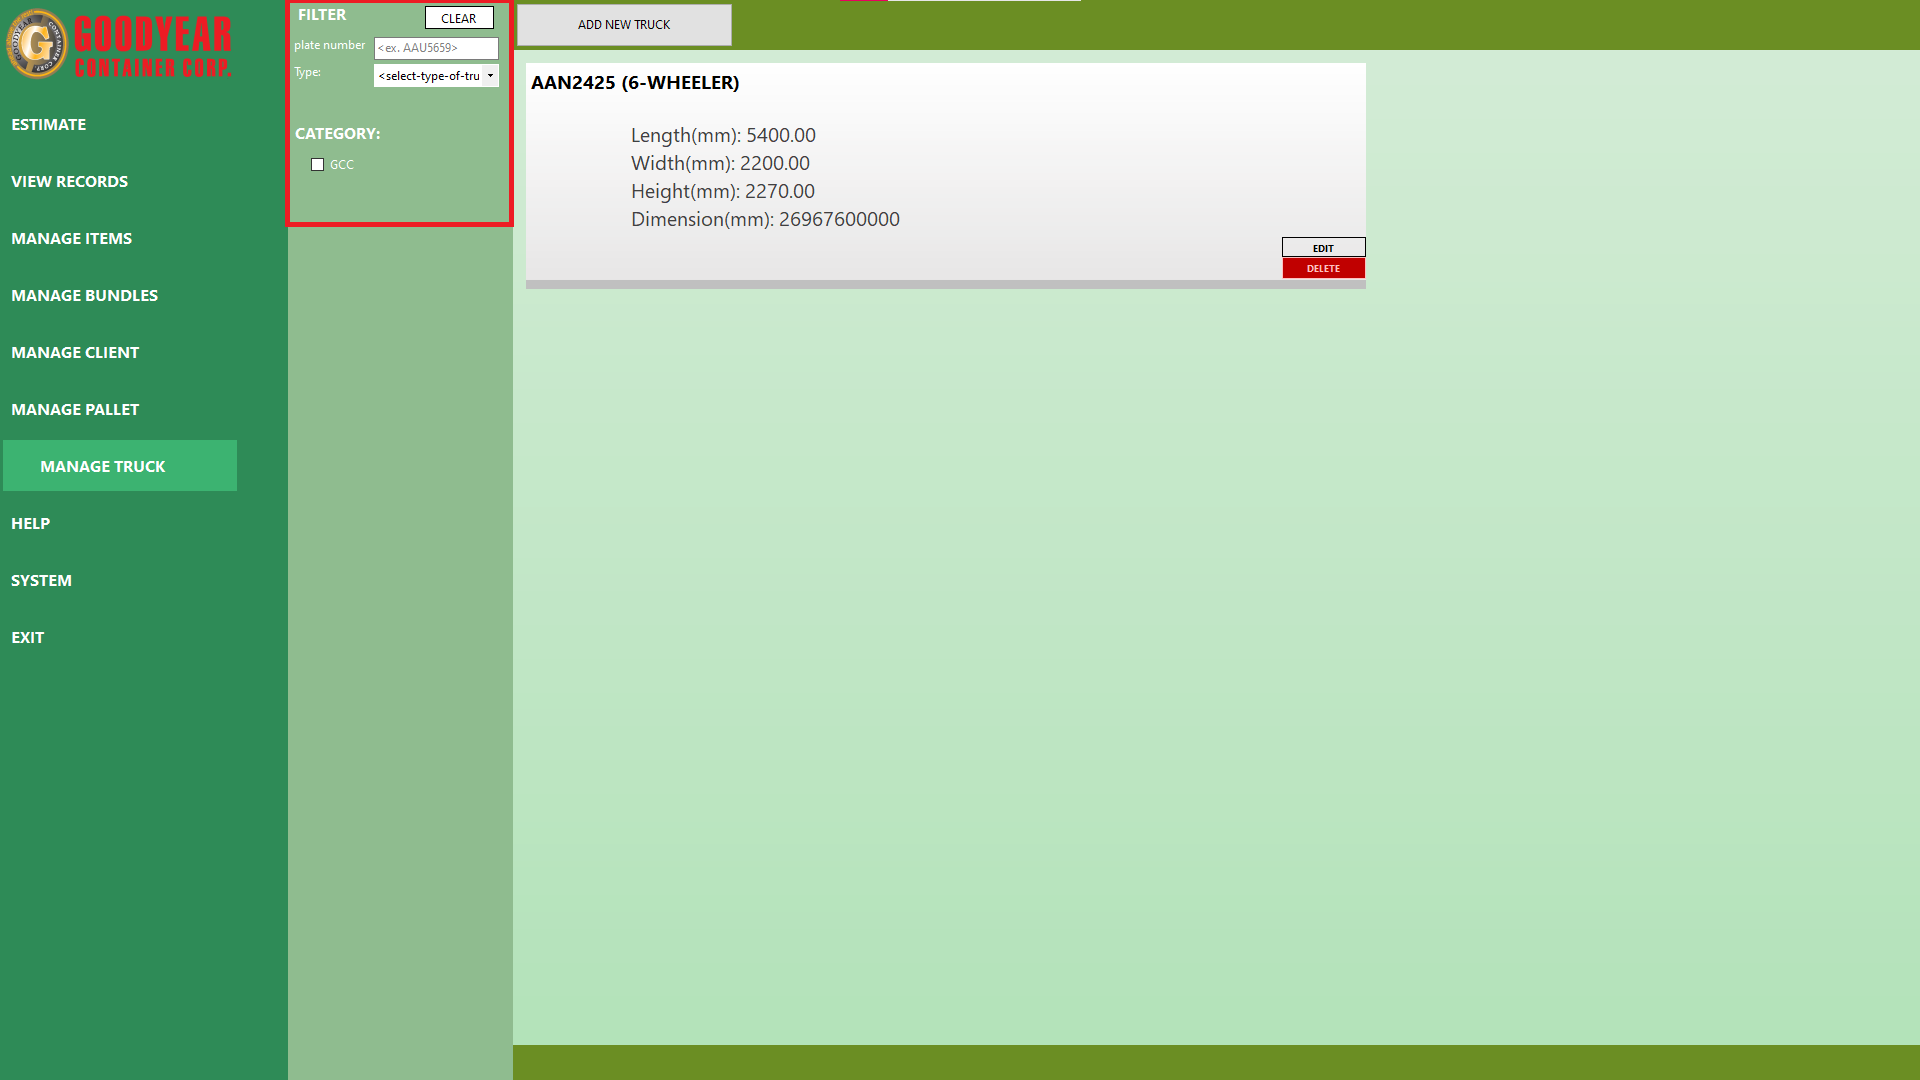 GOODYEAR
CONTAINER CORP.
ESTIMATE
VIEW RECORDS
MANAGE ITEMS
MANAGE BUNDLES
MANAGE CLIENT
MANAGE PALLET
MANAGE TRUCK
HELP
SYSTEM
EXIT
FILTER
CLEAR
plate number
<ex. AAU5659>
Type:
<select-type-of-tru
CATEGORY:
GCC
ADD NEW TRUCK
AAN2425 (6-WHEELER)
Length(mm): 5400.00
Width(mm): 2200.00
Height(mm): 2270.00
Dimension(mm): 26967600000
EDIT
DELETE